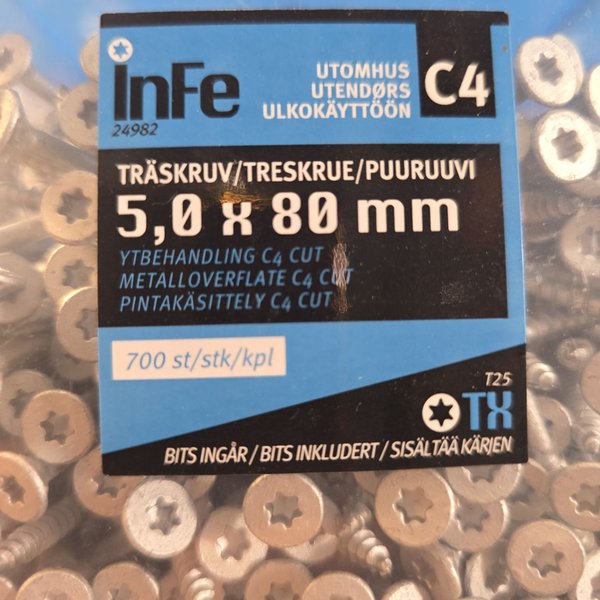 InFe
24982
UTOMHUS
UTENDØRS
ULKOKÄYTTÖÖN
C4
TRÄSKRUV/TRESKRUE/PUURUUVI
5,0 x 80 mm
YTBEHANDLING C4 CUT
METALLOVERFLATE C4 CUT
PINTAKÄSITTELY C4 CUT
700 st/stk/kpl
T25
TX
BITS INGÅR / BITS INKLUDERT / SISÄLTÄÄ KÄRJEN